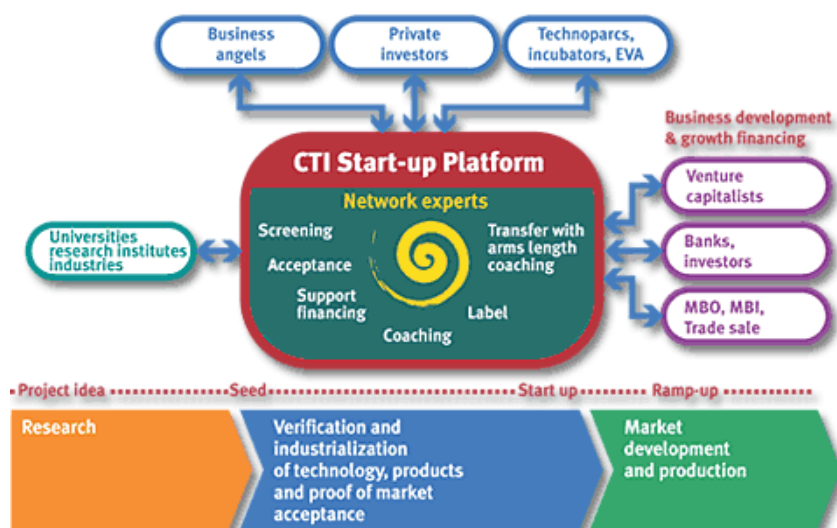 Business
angels
Private
investors
Technoparcs,
incubators, EVA
Business development
& growth financing
CTI Start-up Platform
Network experts
Screening
Acceptance
Support
financing
Coaching
Label
Transfer with
arms length
coaching
Universities
research institutes
industries
Venture
capitalists
Banks,
investors
MBO, MBI,
Trade sale
Project idea
Seed
Start up
Ramp-up
Research
Verification and
industrialization
of technology, products
and proof of market
acceptance
Market
development
and production